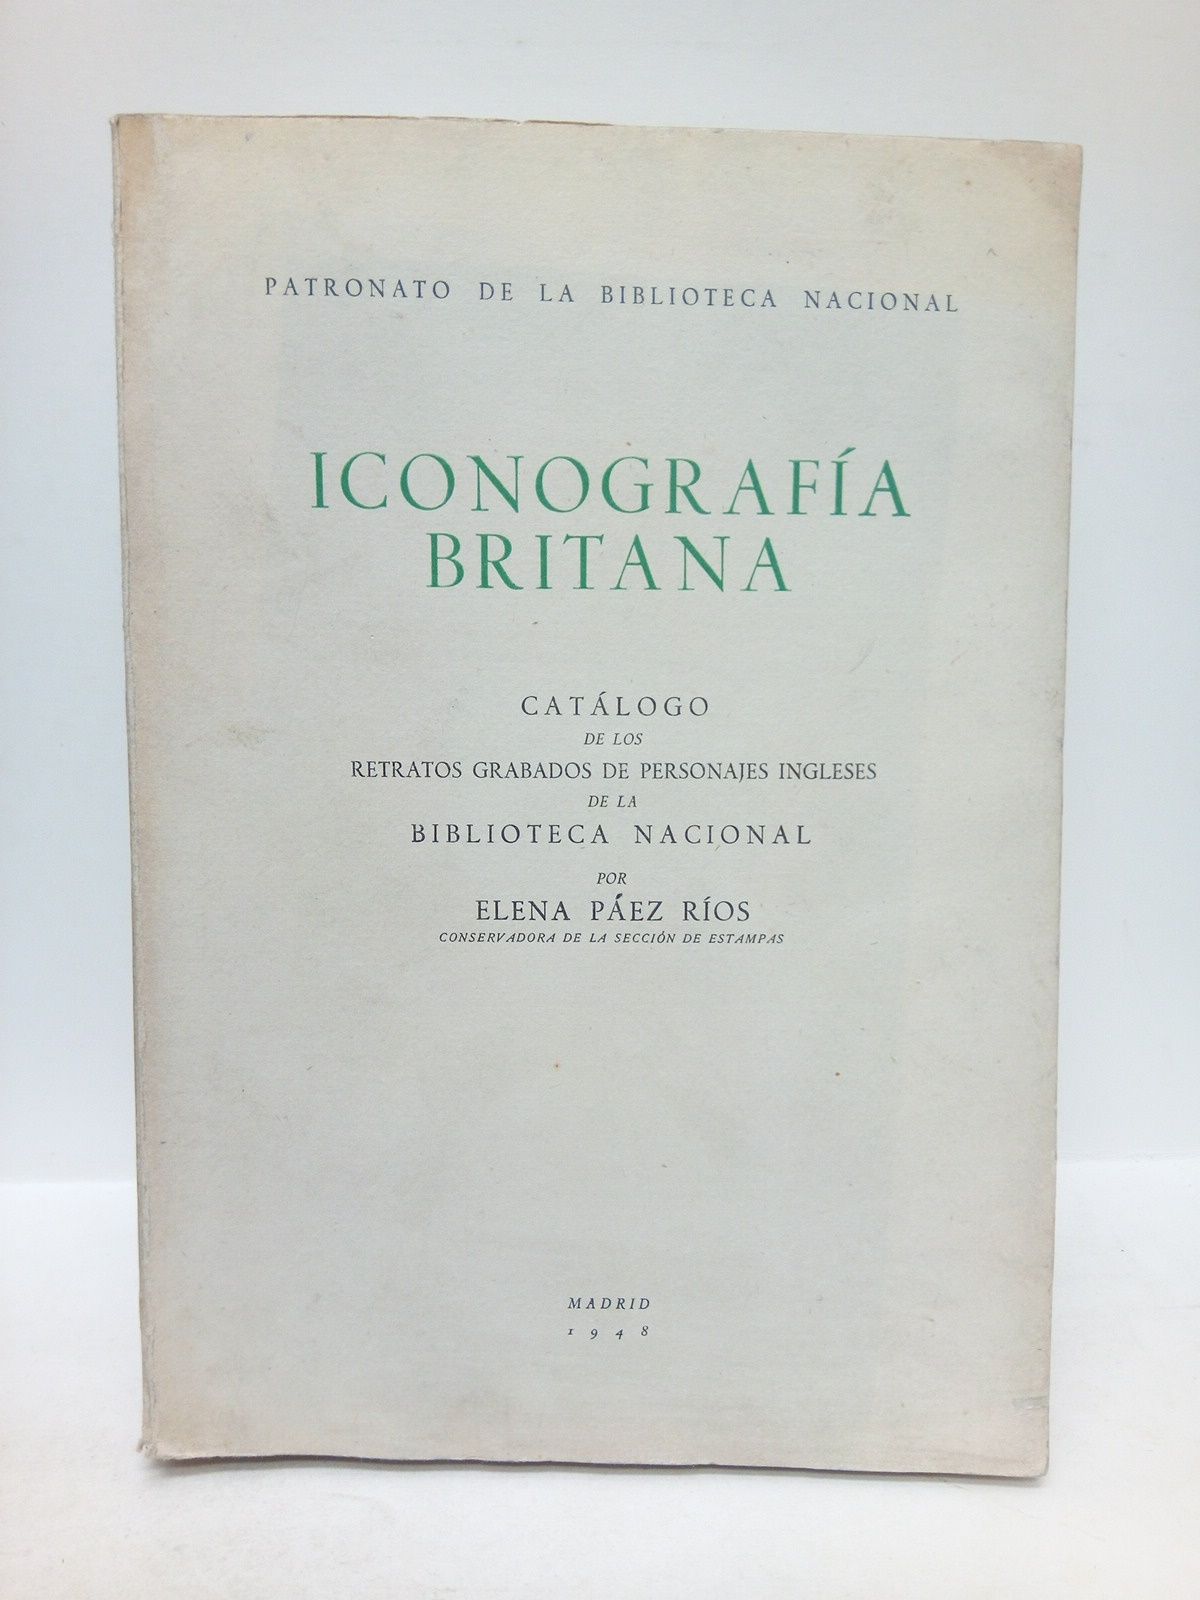 PATRONATO DE LA BIBLIOTECA NACIONAL
ICONOGRAFÍA
BRITANA
CATÁLOGO
DE LOS
RETRATOS GRABADOS DE PERSONAJES INGLESES
DE LA
BIBLIOTECA NACIONAL
POR
ELENA PÁEZ RÍOS
CONSERVADORA DE LA SECCIÓN DE ESTAMPAS
MADRID
1948